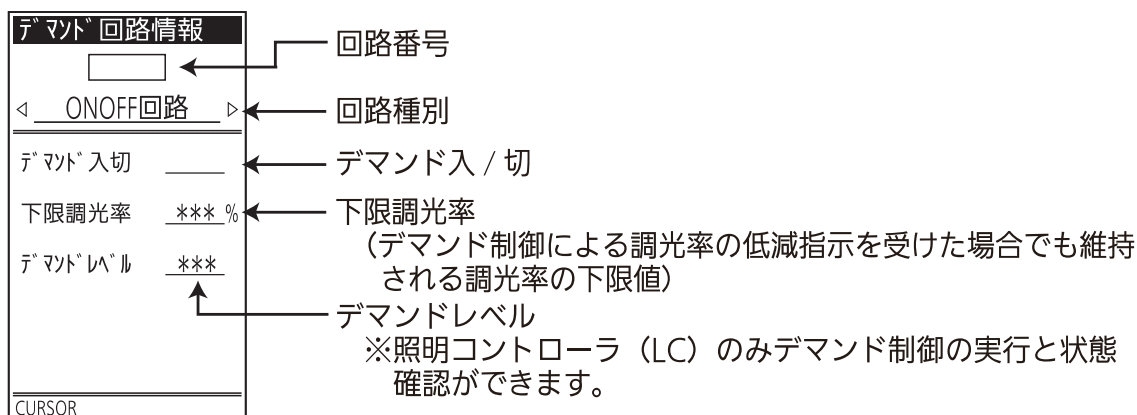 ﾃﾞﾏﾝﾄﾞ回路情報
回路番号
◁ ONOFF回路 ▷
回路種別
ﾃﾞﾏﾝﾄﾞ入切
デマンド入 / 切
下限調光率 *** %
下限調光率
（デマンド制御による調光率の低減指示を受けた場合でも維持
される調光率の下限値）
ﾃﾞﾏﾝﾄﾞﾚﾍﾞﾙ ***
デマンドレベル
※照明コントローラ（LC）のみデマンド制御の実行と状態
確認ができます。
CURSOR